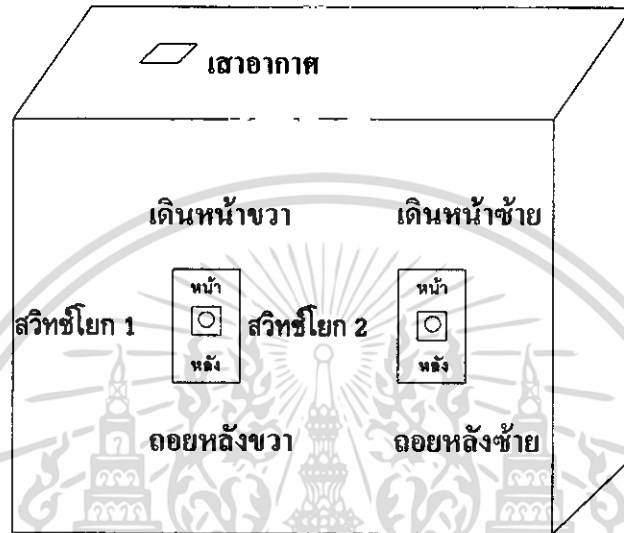 เสาอากาศ
เดินหน้าขวา เดินหน้าซ้าย
หน้า หน้า
สวิทซ์โยก 1 สวิทซ์โยก 2
หลัง หลัง
ถอยหลังขวา ถอยหลังซ้าย